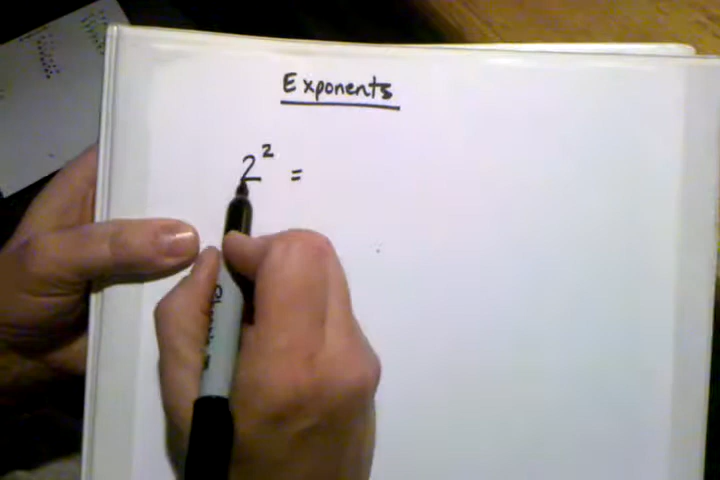 Exponents
2² =